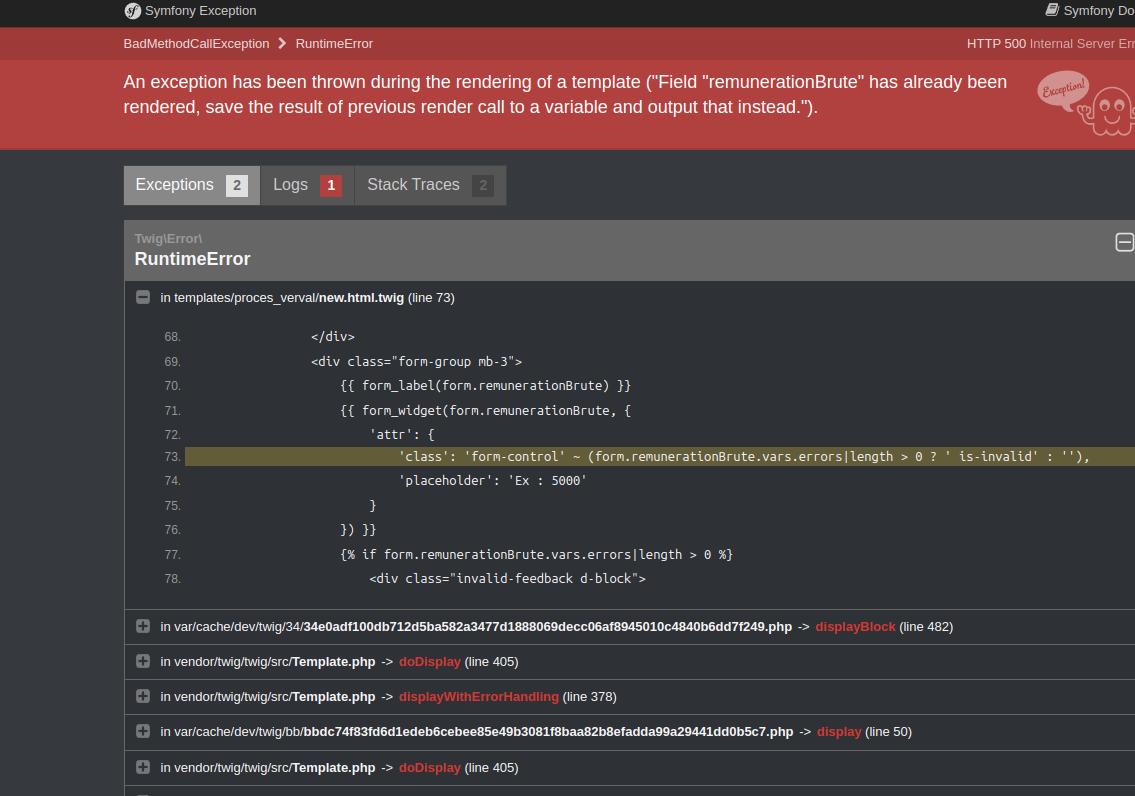 sf Symfony Exception
Symfony Do
BadMethodCallException > RuntimeError
HTTP 500 Internal Server Err
An exception has been thrown during the rendering of a template ("Field "remunerationBrute" has already been
rendered, save the result of previous render call to a variable and output that instead.").
Exception!
Exceptions 2 Logs 1 Stack Traces 2
Twig\Error\
RuntimeError
in templates/proces_verval/new.html.twig (line 73)
68. </div>
69. <div class="form-group mb-3">
70. {{ form_label(form.remunerationBrute) }}
71. {{ form_widget(form.remunerationBrute, {
72. 'attr': {
73. 'class': 'form-control' ~ (form.remunerationBrute.vars.errors|length > 0 ? ' is-invalid' : ''),
74. 'placeholder': 'Ex : 5000'
75. }
76. }) }}
77. {% if form.remunerationBrute.vars.errors|length > 0 %}
78. <div class="invalid-feedback d-block">
in var/cache/dev/twig/34/34e0adf100db712d5ba582a3477d1888069decc06af8945010c4840b6dd7f249.php -> displayBlock (line 482)
in vendor/twig/twig/src/Template.php -> doDisplay (line 405)
in vendor/twig/twig/src/Template.php -> displayWithErrorHandling (line 378)
in var/cache/dev/twig/bb/bbdc74f83fd6d1edeb6cebee85e49b3081f8baa82b8efadda99a29441dd0b5c7.php -> display (line 50)
in vendor/twig/twig/src/Template.php -> doDisplay (line 405)